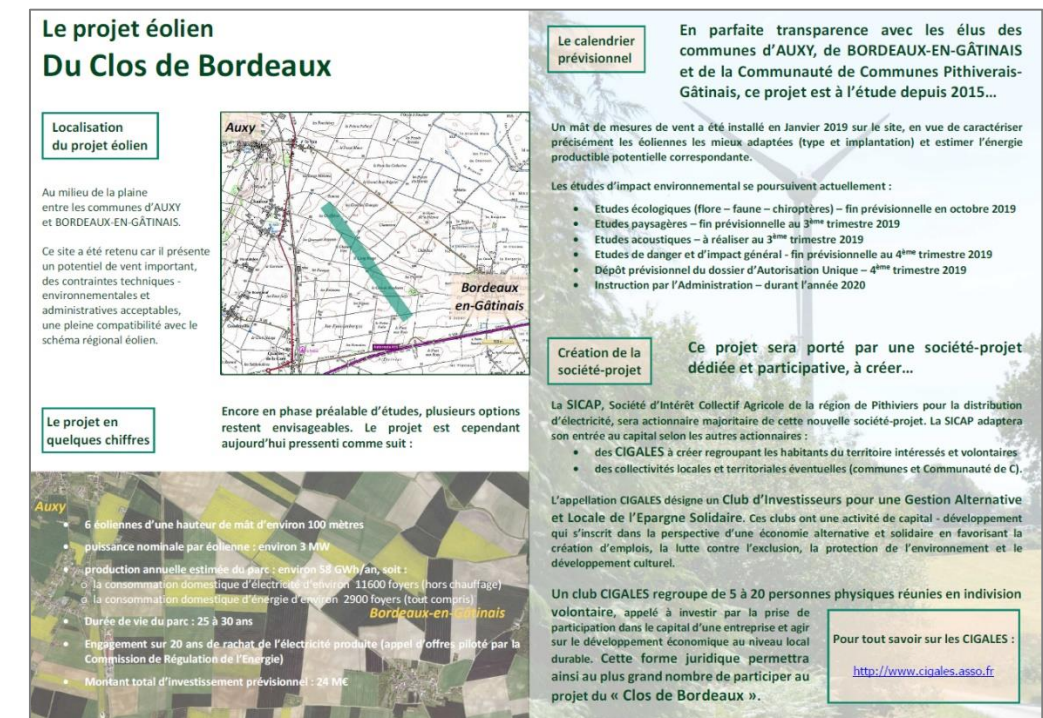 Le projet éolien
Du Clos de Bordeaux
Localisation
du projet éolien
Au milieu de la plaine
entre les communes d'AUXY
et BORDEAUX-EN-GÂTINAIS.
Ce site a été retenu car il présente
un potentiel de vent important,
des contraintes techniques -
environnementales et
administratives acceptables,
une pleine compatibilité avec le
schéma régional éolien.
Auxy
Bordeaux
en-Gâtinais
Le projet en
quelques chiffres
Encore en phase préalable d'études, plusieurs options
restent envisageables. Le projet est cependant
aujourd'hui pressenti comme suit :
Auxy
• 6 éoliennes d'une hauteur de mât d'environ 100 mètres
• puissance nominale par éolienne : environ 3 MW
• production annuelle estimée du parc : environ 58 GWh/an, soit :
o la consommation domestique d'électricité d'environ 11600 foyers (hors chauffage)
o la consommation domestique d'énergie d'environ 2900 foyers (tout compris)
Bordeaux-en-Gâtinais
• Durée de vie du parc : 25 à 30 ans
• Engagement sur 20 ans de rachat de l'électricité produite (appel d'offres piloté par la
Commission de Régulation de l'Energie)
• Montant total d'investissement prévisionnel : 24 M€
Le calendrier
prévisionnel
En parfaite transparence avec les élus des
communes d'AUXY, de BORDEAUX-EN-GÂTINAIS
et de la Communauté de Communes Pithiverais-
Gâtinais, ce projet est à l'étude depuis 2015…
Un mât de mesures de vent a été installé en Janvier 2019 sur le site, en vue de caractériser
précisément les éoliennes les mieux adaptées (type et implantation) et estimer l'énergie
productible potentielle correspondante.
Les études d'impact environnemental se poursuivent actuellement :
• Etudes écologiques (flore – faune – chiroptères) – fin prévisionnelle en octobre 2019
• Etudes paysagères – fin prévisionnelle au 3ème trimestre 2019
• Etudes acoustiques – à réaliser au 3ème trimestre 2019
• Etudes de danger et d'impact général - fin prévisionnelle au 4ème trimestre 2019
• Dépôt prévisionnel du dossier d'Autorisation Unique – 4ème trimestre 2019
• Instruction par l'Administration – durant l'année 2020
Création de la
société-projet
Ce projet sera porté par une société-projet
dédiée et participative, à créer…
La SICAP, Société d'Intérêt Collectif Agricole de la région de Pithiviers pour la distribution
d'électricité, sera actionnaire majoritaire de cette nouvelle société-projet. La SICAP adaptera
son entrée au capital selon les autres actionnaires :
• des CIGALES à créer regroupant les habitants du territoire intéressés et volontaires
• des collectivités locales et territoriales éventuelles (communes et Communauté de C).
L'appellation CIGALES désigne un Club d'Investisseurs pour une Gestion Alternative
et Locale de l'Epargne Solidaire. Ces clubs ont une activité de capital - développement
qui s'inscrit dans la perspective d'une économie alternative et solidaire en favorisant la
création d'emplois, la lutte contre l'exclusion, la protection de l'environnement et le
développement culturel.
Un club CIGALES regroupe de 5 à 20 personnes physiques réunies en indivision
volontaire, appelé à investir par la prise de
participation dans le capital d'une entreprise et agir
sur le développement économique au niveau local
durable. Cette forme juridique permettra
ainsi au plus grand nombre de participer au
projet du « Clos de Bordeaux ».
Pour tout savoir sur les CIGALES :
http://www.cigales.asso.fr